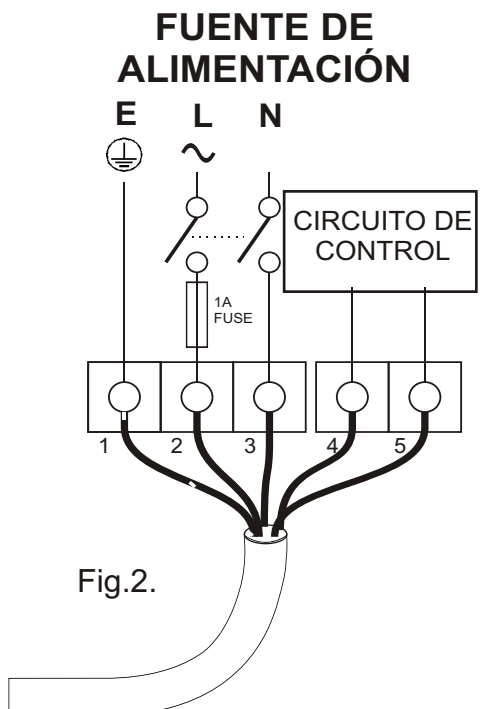 FUENTE DE
ALIMENTACIÓN
E L N
CIRCUITO DE
CONTROL
1A
FUSE
1 2 3 4 5
Fig.2.